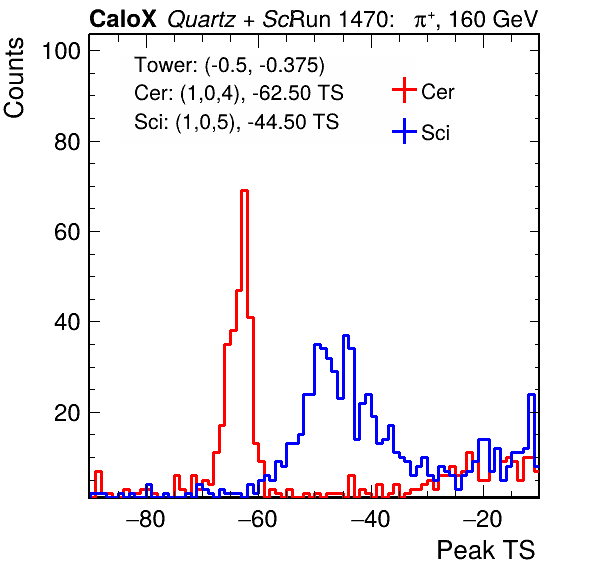 CaloX Quartz + ScRun 1470: π⁺, 160 GeV
Tower: (-0.5, -0.375)
Cer: (1,0,4), -62.50 TS
Sci: (1,0,5), -44.50 TS
Cer
Sci
Counts
100
80
60
40
20
−80 −60 −40 −20
Peak TS